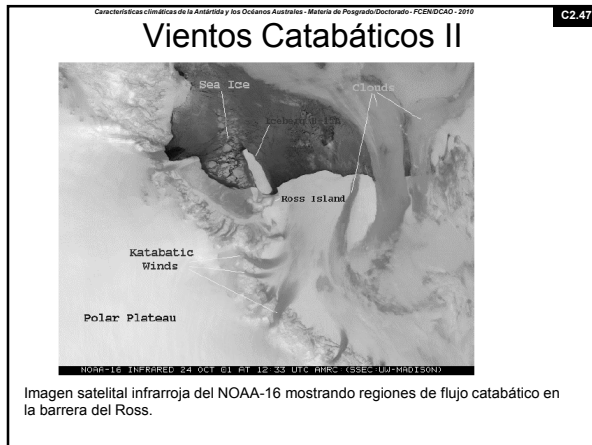 Características climáticas de la Antártida y los Océanos Australes - Materia de Posgrado/Doctorado - FCEN/DCAO - 2010
C2.47
Vientos Catabáticos II
Sea Ice
Clouds
Iceberg
Ross Island
Katabatic
Winds
Polar Plateau
NOAA-16 INFRARED 24 OCT 01 AT 12:33 UTC AMRC (SSEC:UW-MADISON)
Imagen satelital infrarroja del NOAA-16 mostrando regiones de flujo catabático en
la barrera del Ross.